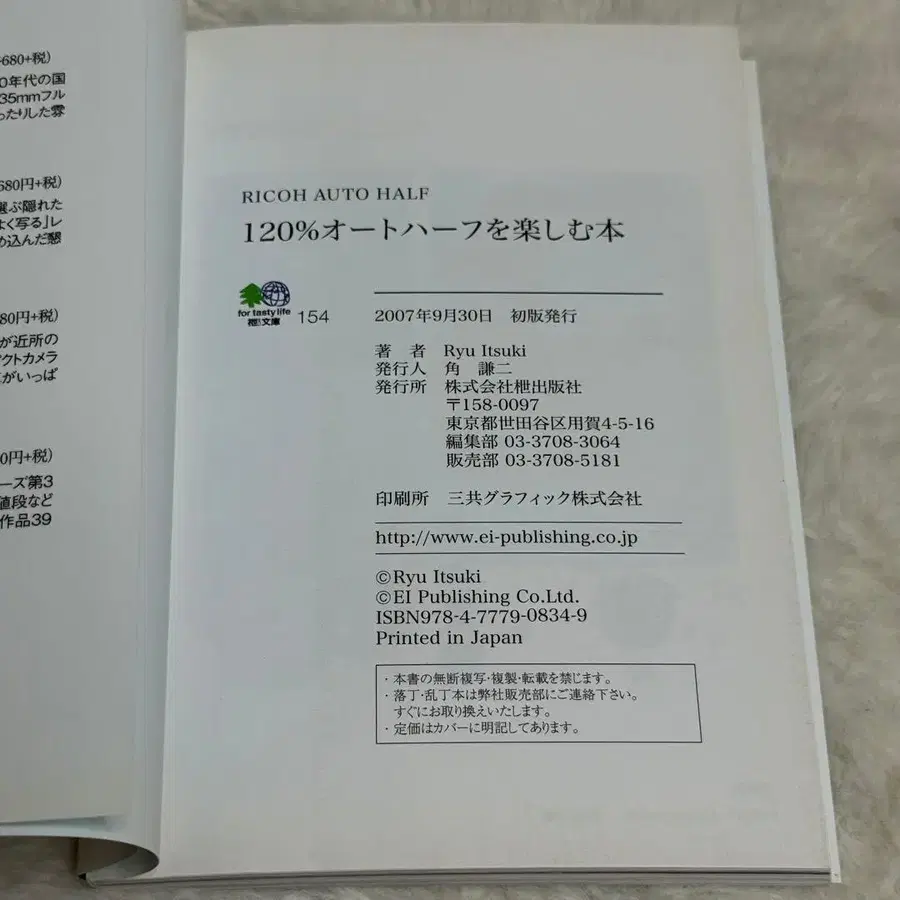 680+税)
0年代の国
35mmフル
ったりした雰
680円+税)
選ぶ隠れた
よく写る」レ
め込んだ懇
80円+税)
が近所の
クトカメラ
がいっぱ
0円+税)
ーズ第3
値段など
作品39
RICOH AUTO HALF
120%オートハーフを楽しむ本
for tasty life
枻文庫
154
2007年9月30日 初版発行
著 者 Ryu Itsuki
発行人 角 謙二
発行所 株式会社枻出版社
〒158-0097
東京都世田谷区用賀4-5-16
編集部 03-3708-3064
販売部 03-3708-5181
印刷所 三共グラフィック株式会社
http://www.ei-publishing.co.jp
©Ryu Itsuki
©EI Publishing Co.Ltd.
ISBN978-4-7779-0834-9
Printed in Japan
・本書の無断複写・複製・転載を禁じます。
・落丁・乱丁本は弊社販売部にご連絡下さい。
すぐにお取り換えいたします。
・定価はカバーに明記してあります。